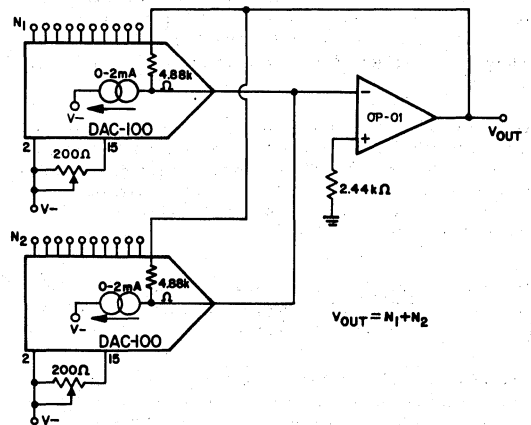 N₁
0-2mA
4.88k
Ω
V-
DAC-100
2
15
200Ω
V-
OP-01
-
+
VOUT
2.44kΩ
N₂
0-2mA
4.88k
Ω
V-
DAC-100
2
15
200Ω
V-
VOUT = N₁+N₂